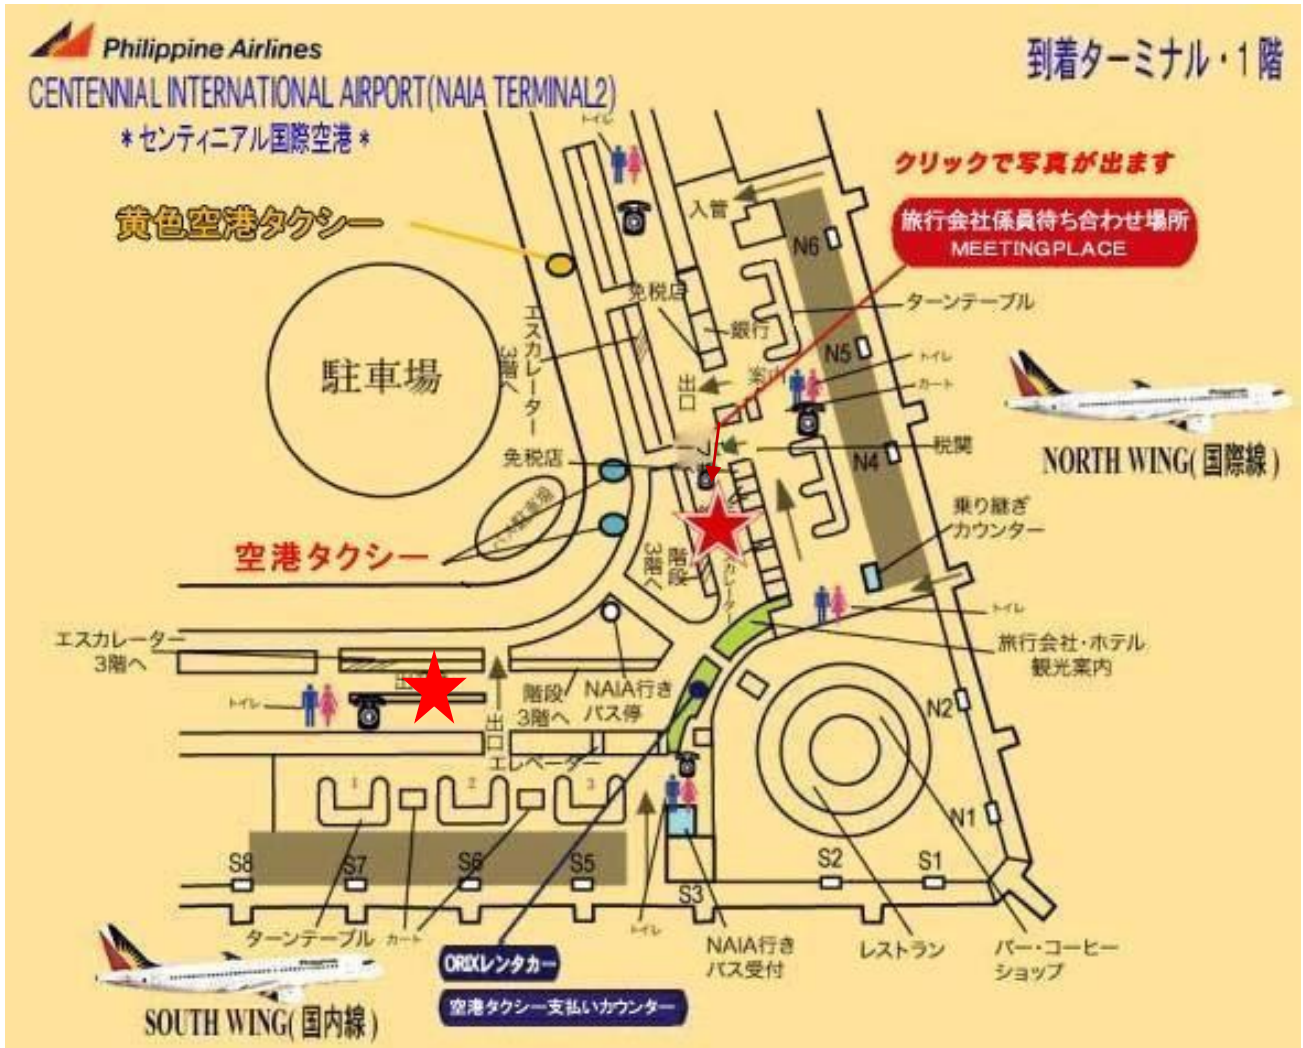 Philippine Airlines
到着ターミナル・1階
CENTENNIAL INTERNATIONAL AIRPORT(NAIA TERMINAL2)
*センティニアル国際空港*
トイレ
クリックで写真が出ます
黄色空港タクシー
入管
旅行会社係員待ち合わせ場所
MEETINGPLACE
N6
免税店
ターンテーブル
銀行
エスカレーター
3階へ
駐車場
N5
トイレ
案内
出口
カート
税関
免税店
N4
NORTH WING(国際線)
乗り継ぎ
カウンター
空港タクシー
階段
3階へ
トイレ
エスカレーター
3階へ
旅行会社・ホテル
観光案内
階段
3階へ
NAIA行き
バス停
トイレ
出口
N2
エレベーター
1
2
3
N1
S8
S7
S6
S5
S2
S1
S3
ターンテーブル
カート
トイレ
NAIA行き
バス受付
レストラン
バー・コーヒー
ショップ
ORIXレンタカー
空港タクシー支払いカウンター
SOUTH WING(国内線)